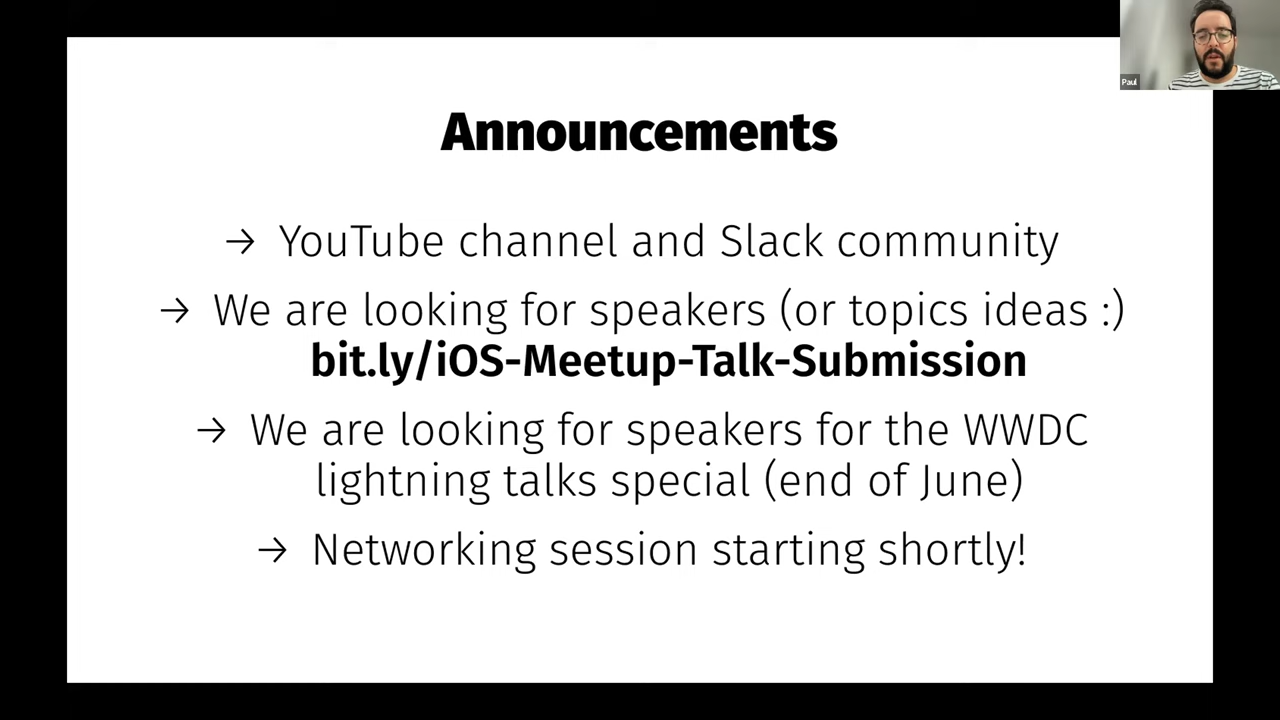 Paul
Announcements
→ YouTube channel and Slack community
→ We are looking for speakers (or topics ideas :)
bit.ly/iOS-Meetup-Talk-Submission
→ We are looking for speakers for the WWDC
lightning talks special (end of June)
→ Networking session starting shortly!